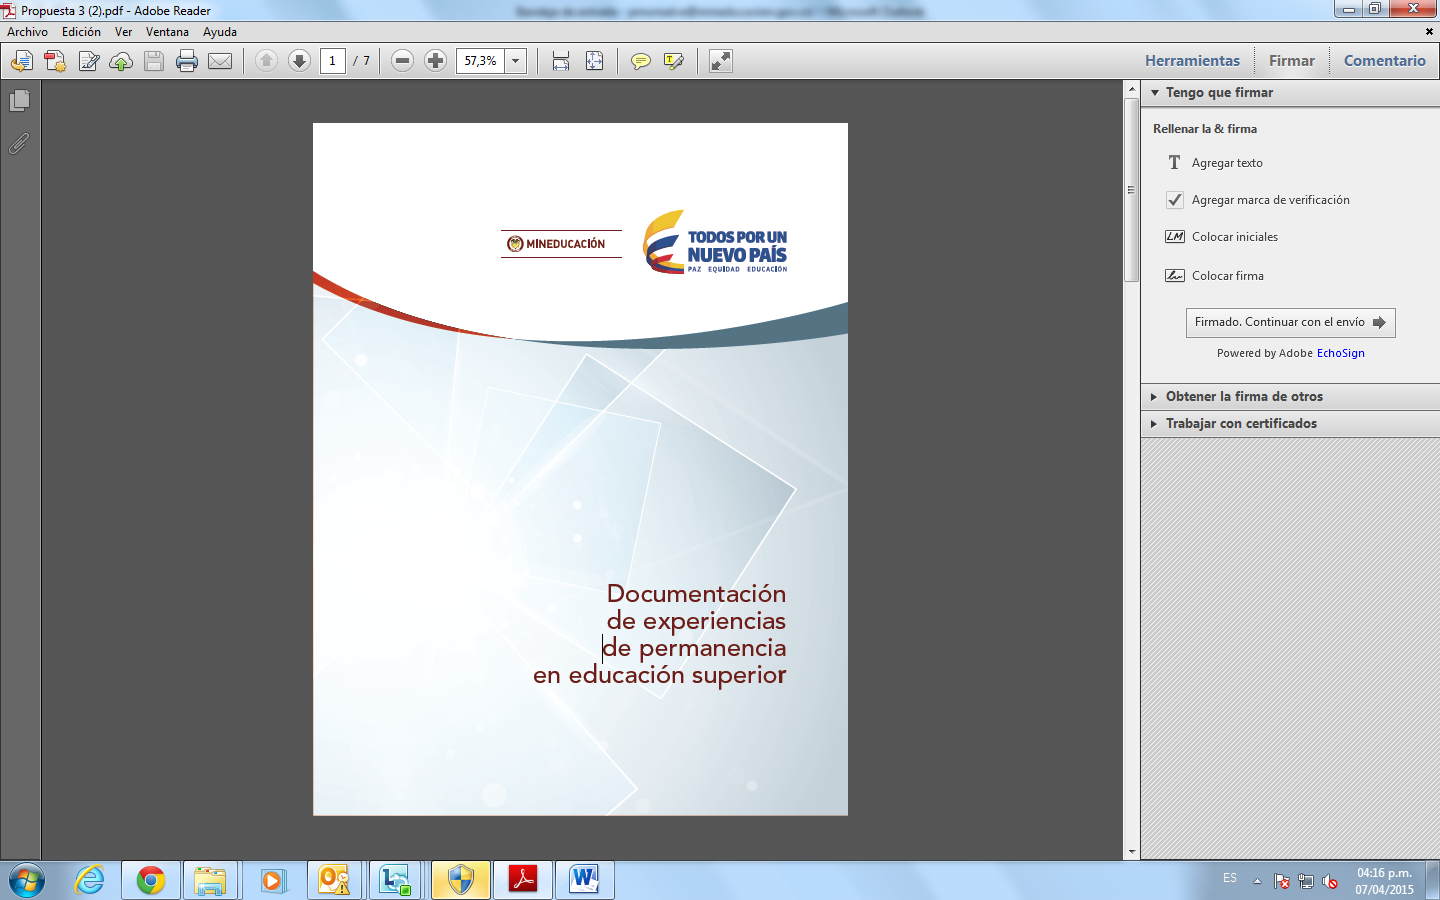 Propuesta 3 (2).pdf - Adobe Reader
Archivo Edición Ver Ventana Ayuda
1 / 7 57,3% Herramientas Firmar Comentario
Tengo que firmar
Rellenar la & firma
T Agregar texto
Agregar marca de verificación
LM Colocar iniciales
Colocar firma
Firmado. Continuar con el envío
Powered by Adobe EchoSign
Obtener la firma de otros
Trabajar con certificados
MINEDUCACIÓN
TODOS POR UN
NUEVO PAÍS
PAZ EQUIDAD EDUCACIÓN
Documentación
de experiencias
de permanencia
en educación superior
ES
04:16 p.m.
07/04/2015